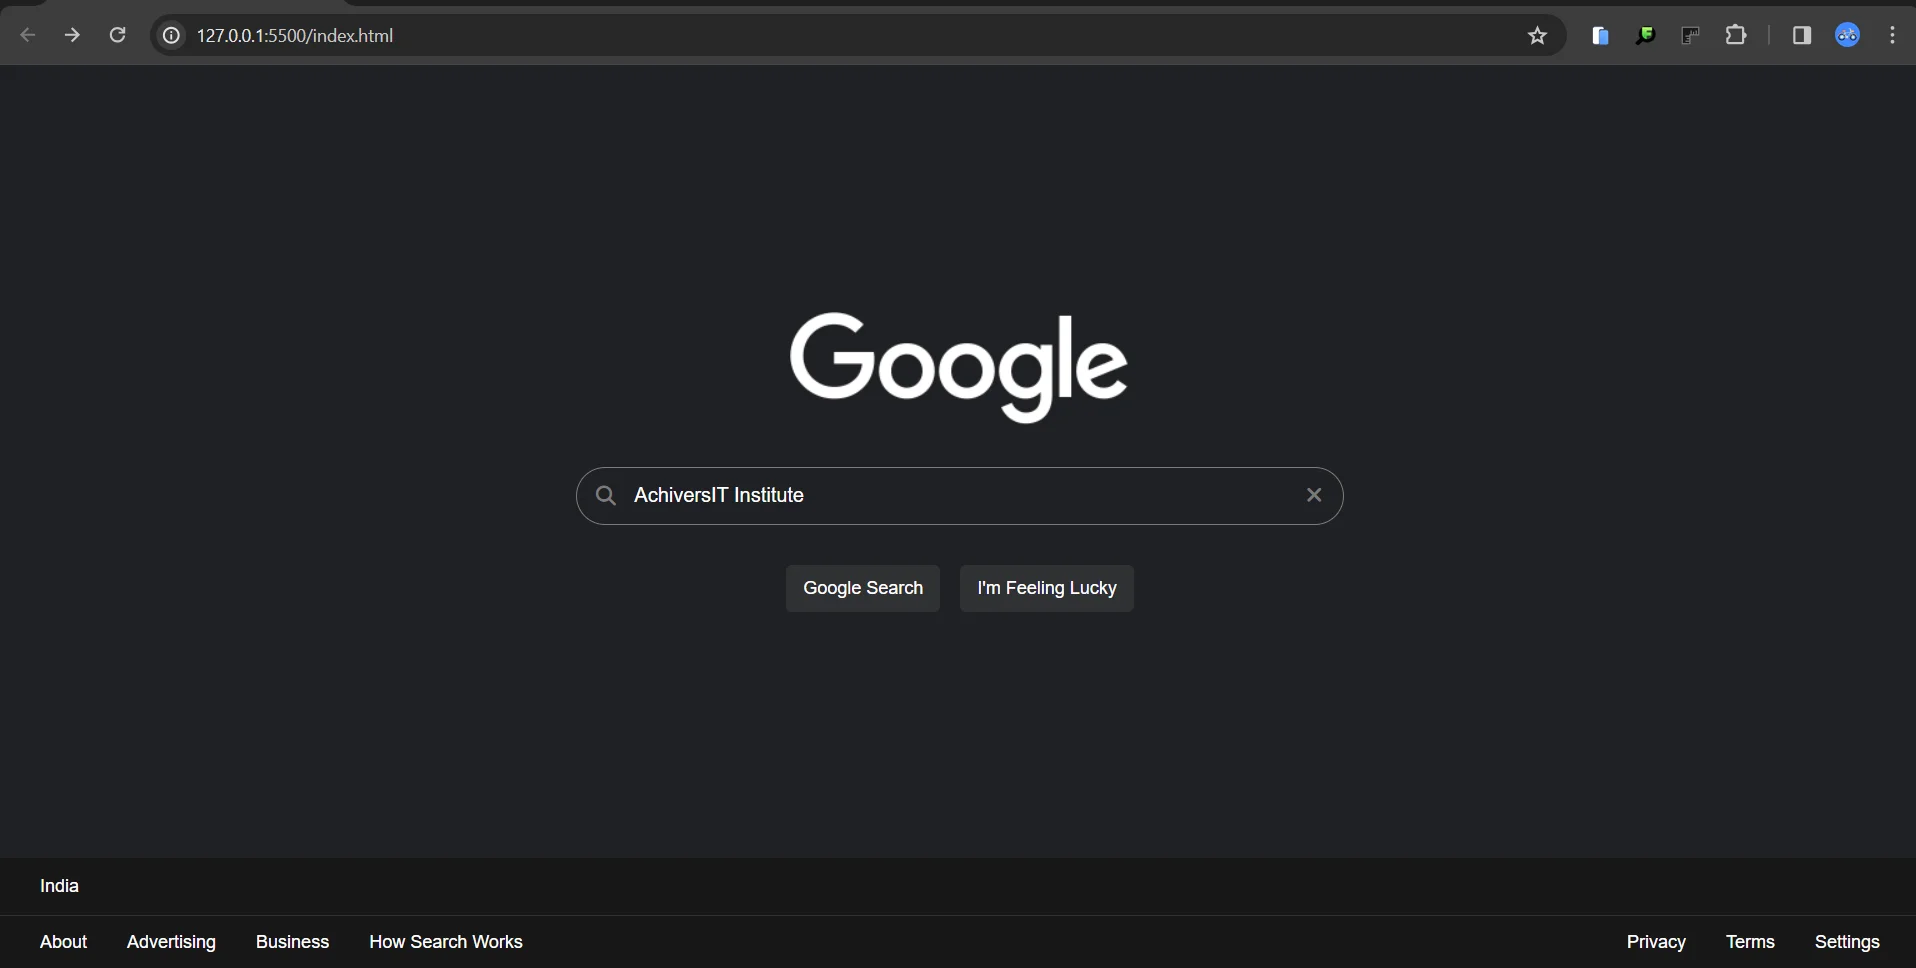 127.0.0.1:5500/index.html
Google
AchiversIT Institute
Google Search I'm Feeling Lucky
India
About Advertising Business How Search Works Privacy Terms Settings